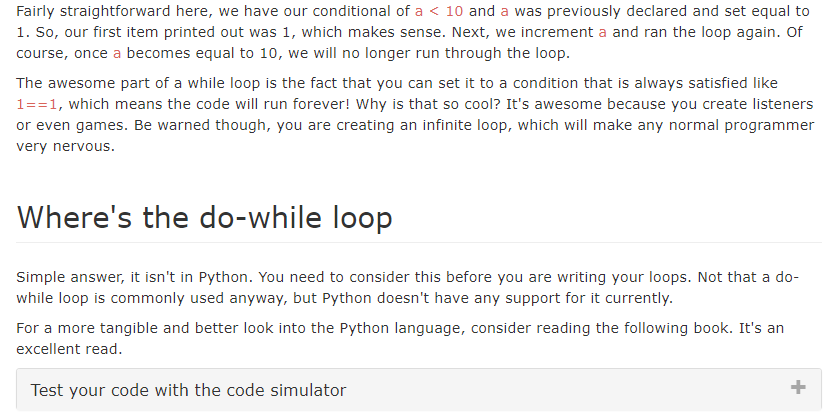 Fairly straightforward here, we have our conditional of a < 10 and a was previously declared and set equal to
1. So, our first item printed out was 1, which makes sense. Next, we increment a and ran the loop again. Of
course, once a becomes equal to 10, we will no longer run through the loop.
The awesome part of a while loop is the fact that you can set it to a condition that is always satisfied like
1==1, which means the code will run forever! Why is that so cool? It's awesome because you create listeners
or even games. Be warned though, you are creating an infinite loop, which will make any normal programmer
very nervous.
Where's the do-while loop
Simple answer, it isn't in Python. You need to consider this before you are writing your loops. Not that a do-
while loop is commonly used anyway, but Python doesn't have any support for it currently.
For a more tangible and better look into the Python language, consider reading the following book. It's an
excellent read.
Test your code with the code simulator